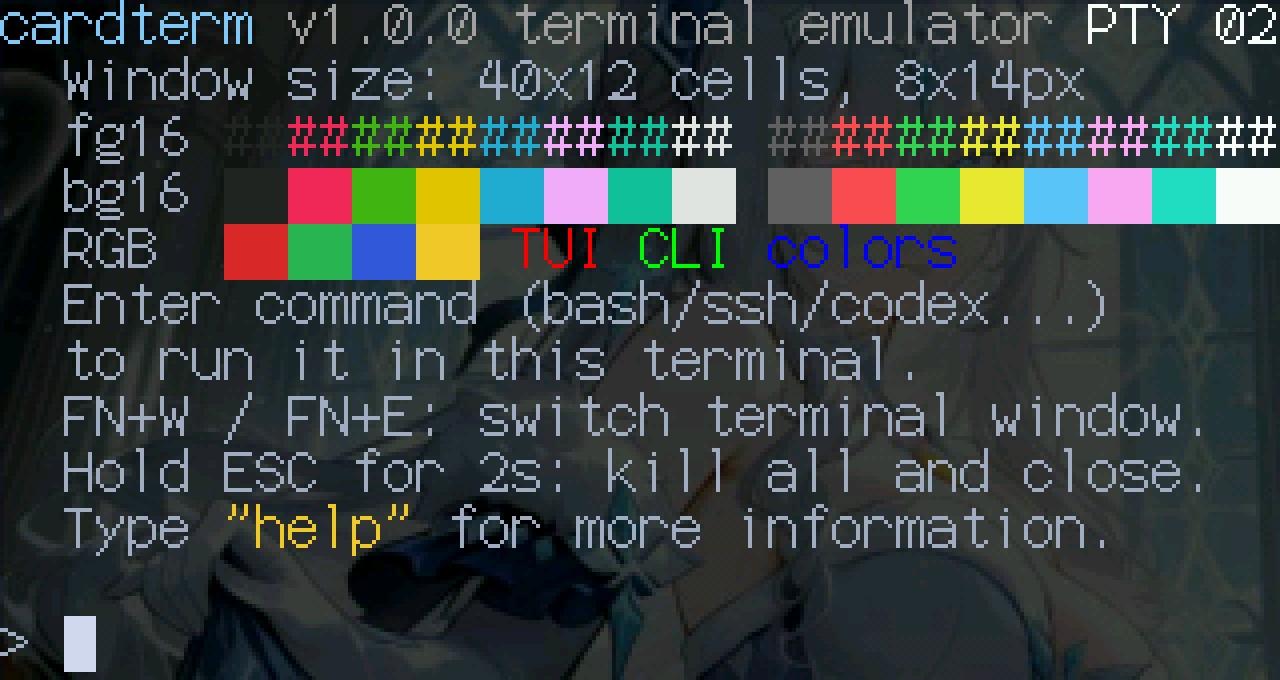 cardterm v1.0.0 terminal emulator PTY 02
Window size: 40x12 cells, 8x14px
fg16 ################ ################
bg16
RGB TUI CLI colors
Enter command (bash/ssh/codex...)
to run it in this terminal.
FN+W / FN+E: switch terminal window.
Hold ESC for 2s: kill all and close.
Type "help" for more information.
>